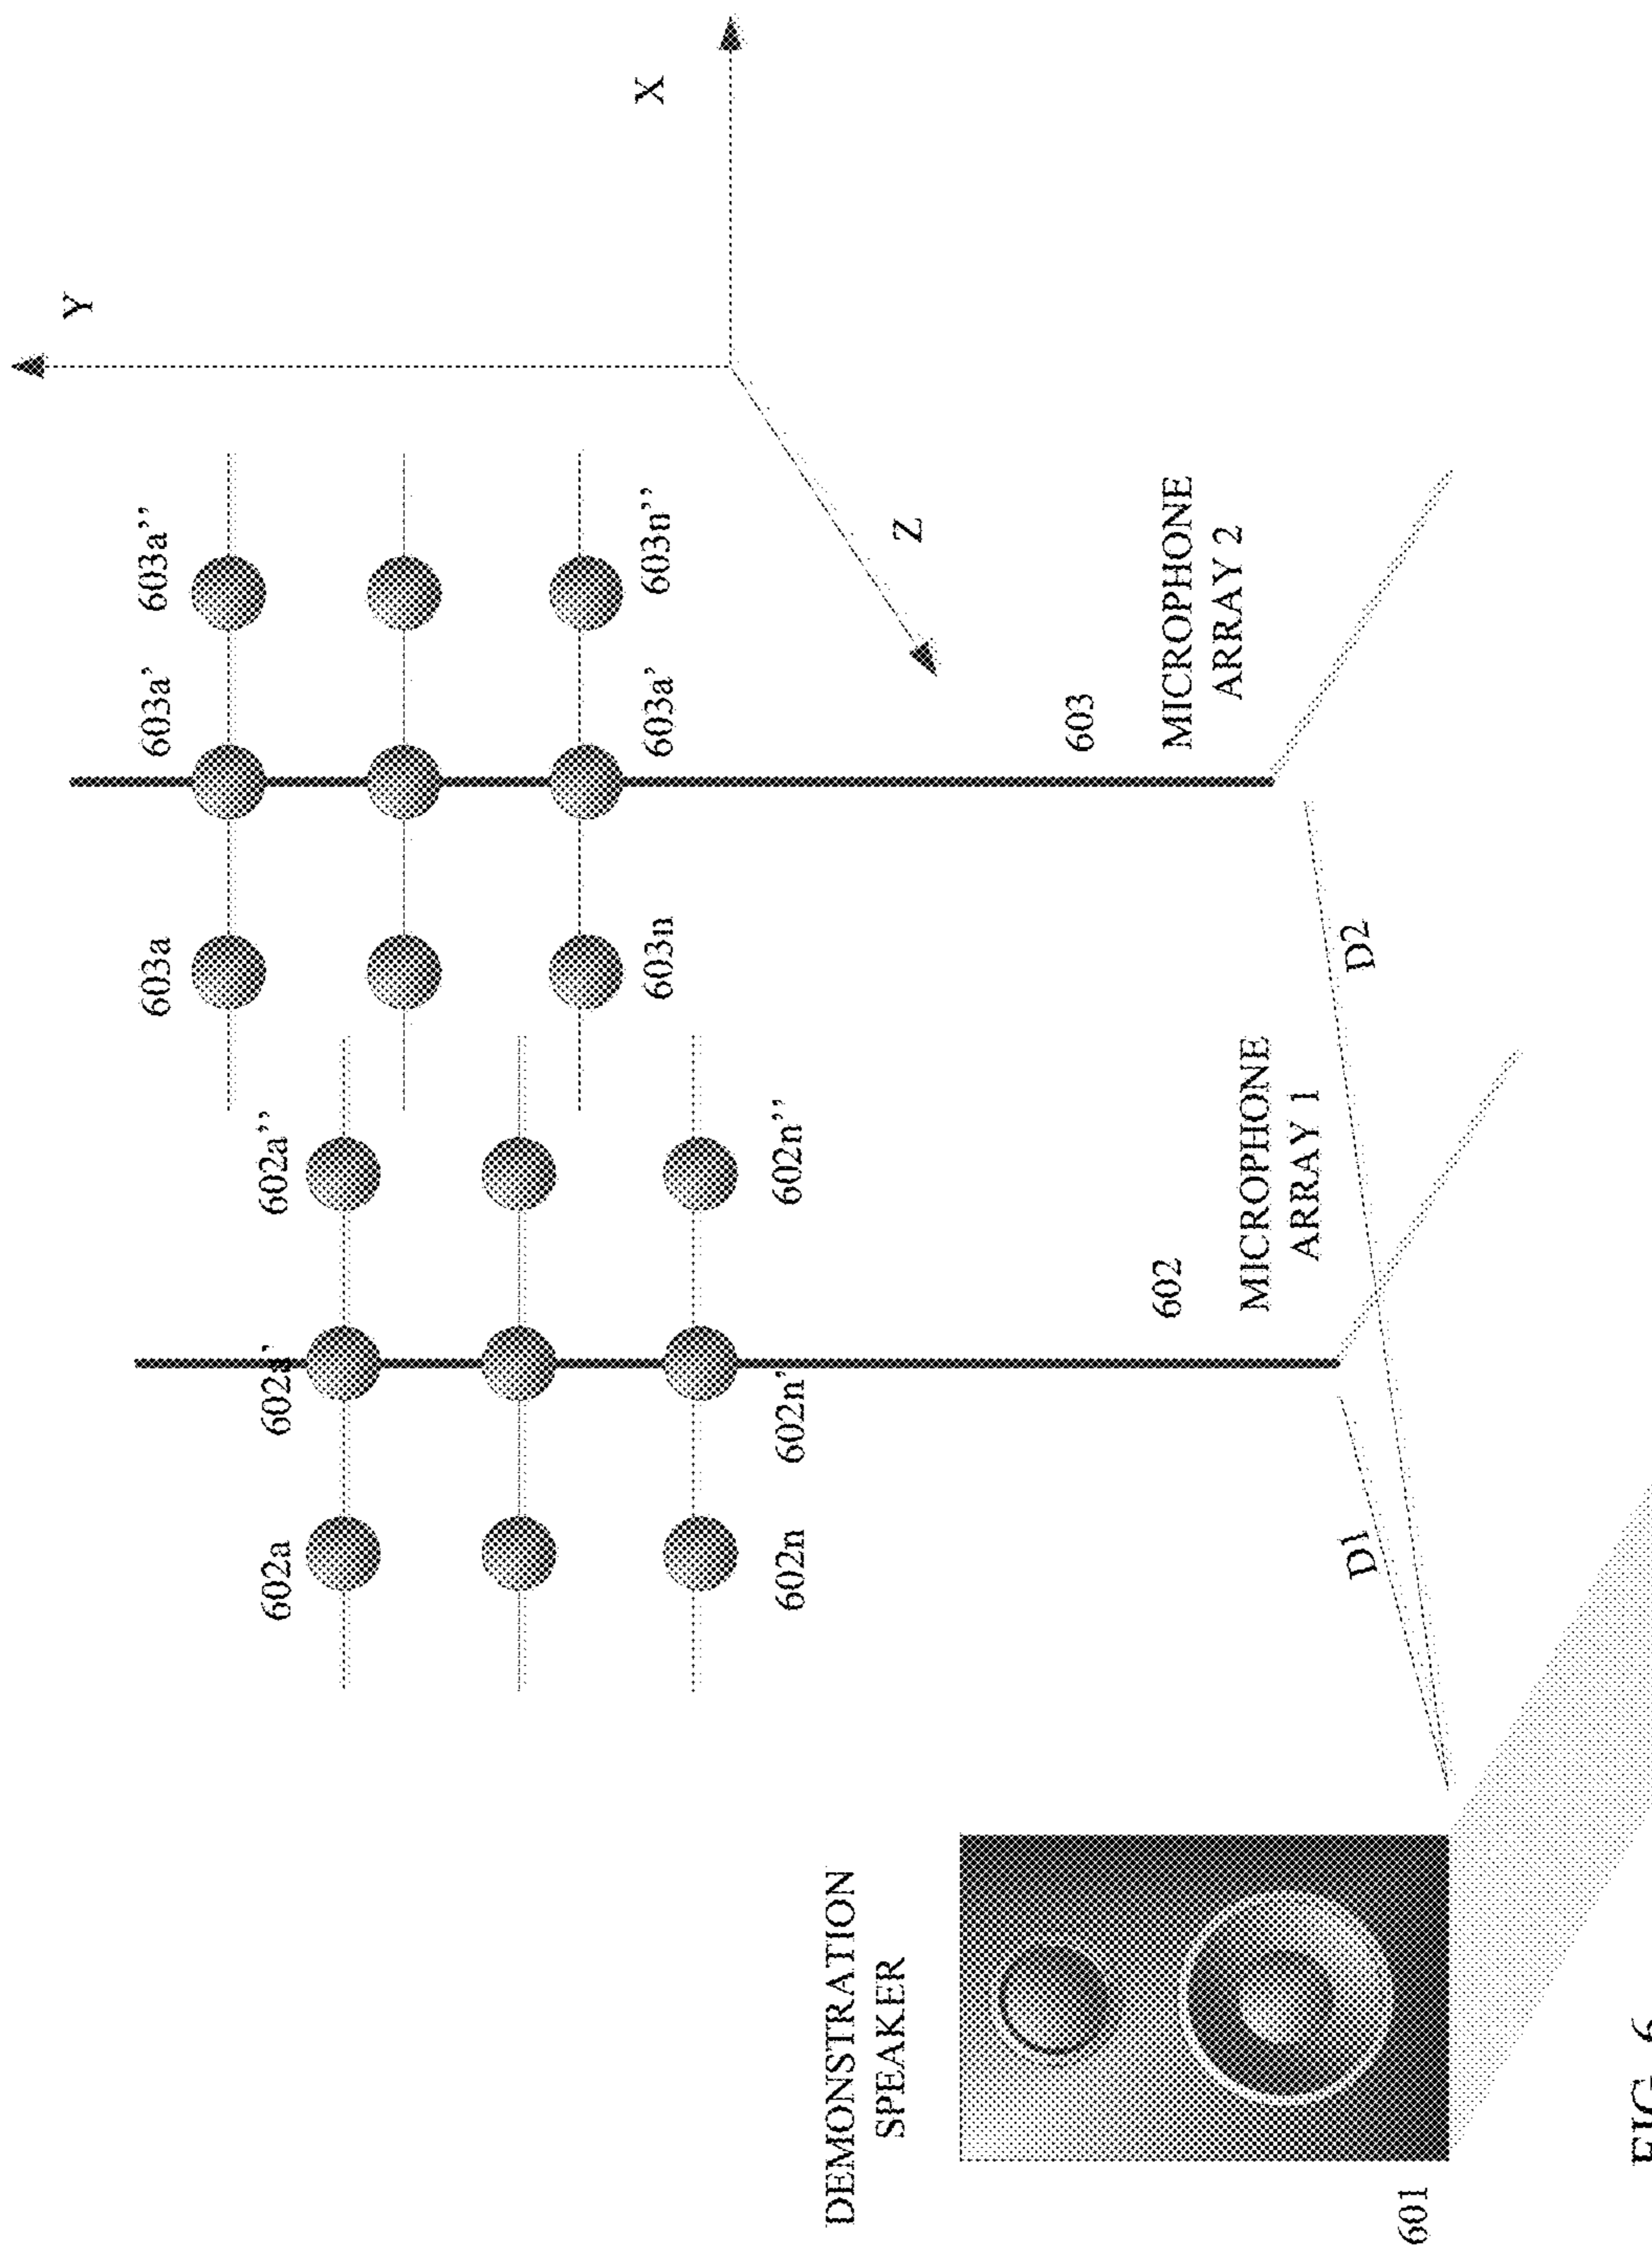 Y
X
Z
603a
603a’
603a’’
603n
603a’
603n’’
602a
602a’
602a’’
602n
602n’
602n’’
603
MICROPHONE
ARRAY 2
602
MICROPHONE
ARRAY 1
D2
D1
DEMONSTRATION
SPEAKER
601
FIG. 6